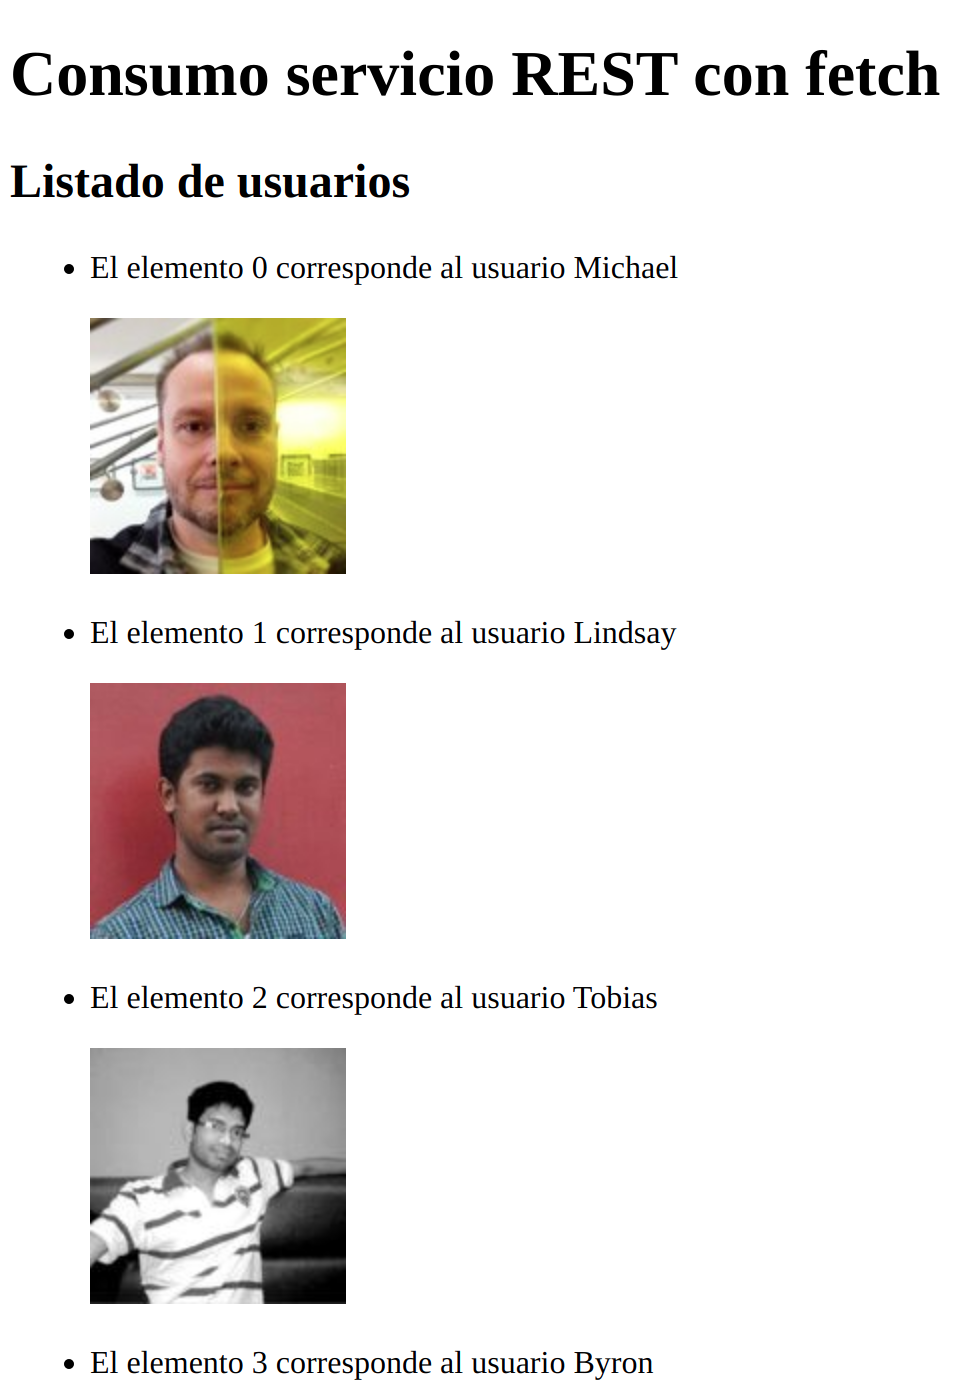 Consumo servicio REST con fetch
Listado de usuarios
El elemento 0 corresponde al usuario Michael
El elemento 1 corresponde al usuario Lindsay
El elemento 2 corresponde al usuario Tobias
El elemento 3 corresponde al usuario Byron